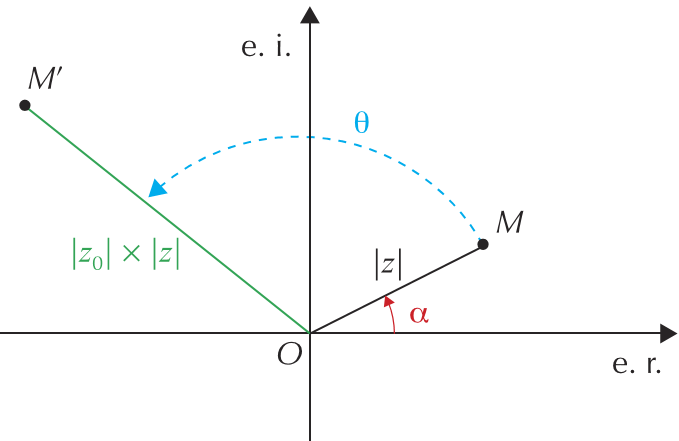 e. i.
M′
θ
M
|z₀| × |z|
|z|
α
O
e. r.